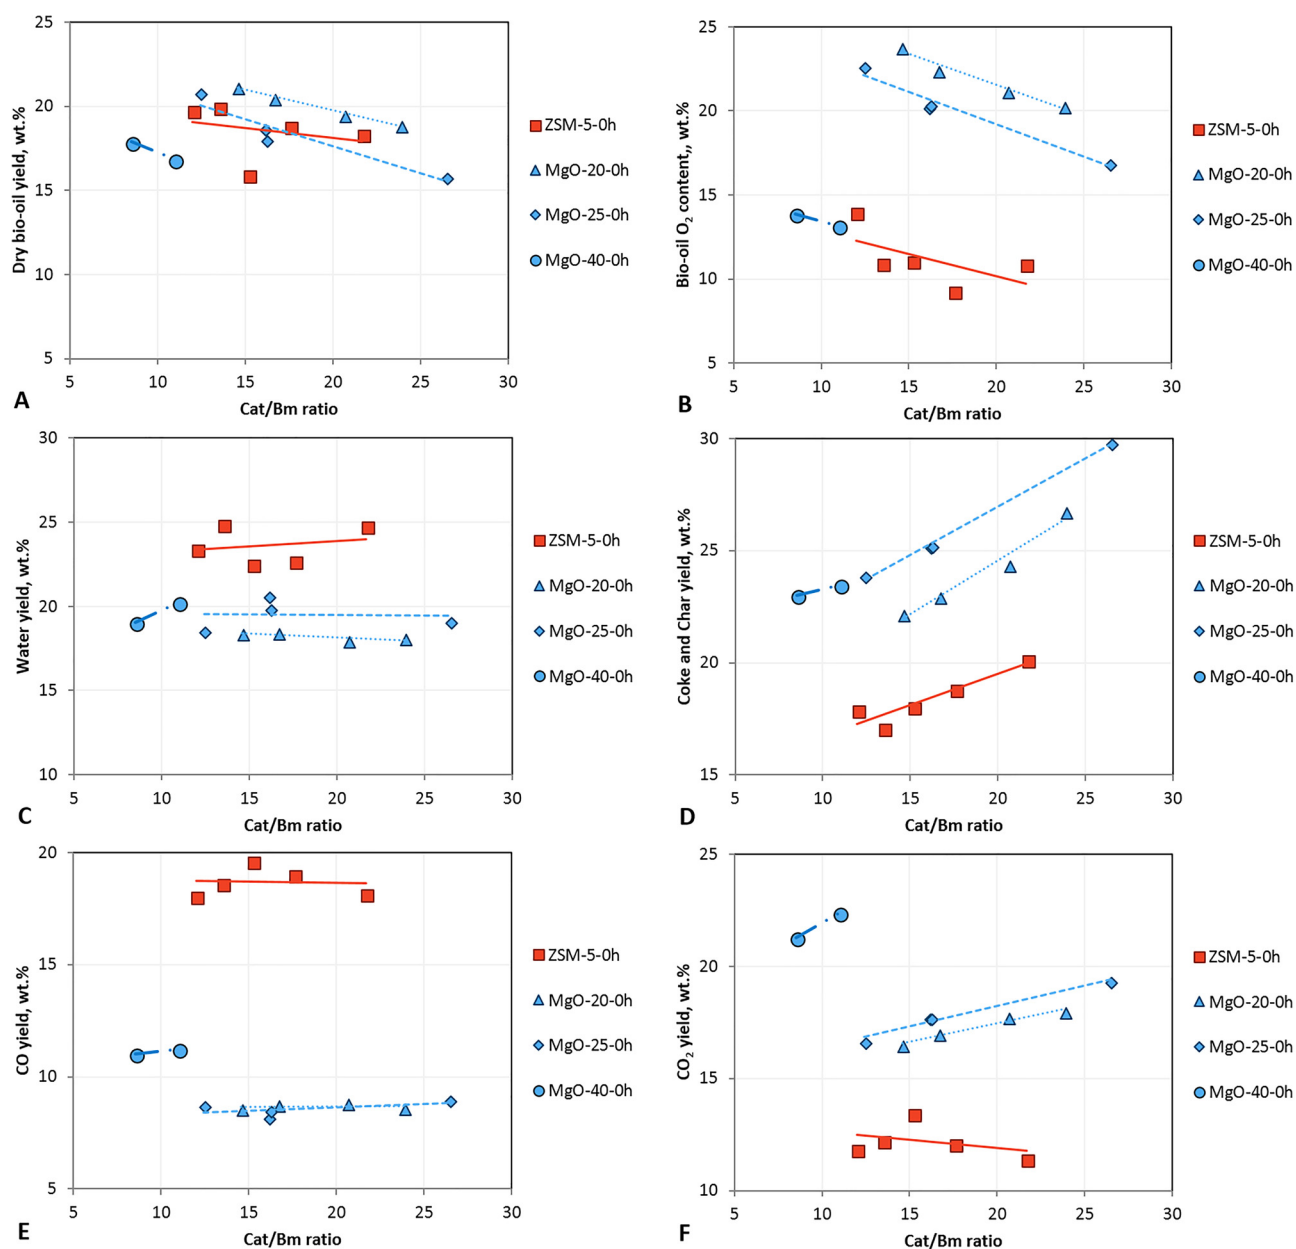 Dry bio-oil yield, wt.%
25
20
15
10
5
5 10 15 20 25 30
Cat/Bm ratio
A
ZSM-5-0h
MgO-20-0h
MgO-25-0h
MgO-40-0h
Bio-oil O₂ content,, wt.%
25
20
15
10
5
5 10 15 20 25 30
Cat/Bm ratio
B
ZSM-5-0h
MgO-20-0h
MgO-25-0h
MgO-40-0h
Water yield, wt.%
30
25
20
15
10
5 10 15 20 25 30
Cat/Bm ratio
C
ZSM-5-0h
MgO-20-0h
MgO-25-0h
MgO-40-0h
Coke and Char yield, wt.%
30
25
20
15
5 10 15 20 25 30
Cat/Bm ratio
D
ZSM-5-0h
MgO-20-0h
MgO-25-0h
MgO-40-0h
CO yield, wt.%
20
15
10
5
5 10 15 20 25 30
Cat/Bm ratio
E
ZSM-5-0h
MgO-20-0h
MgO-25-0h
MgO-40-0h
CO₂ yield, wt.%
25
20
15
10
5 10 15 20 25 30
Cat/Bm ratio
F
ZSM-5-0h
MgO-20-0h
MgO-25-0h
MgO-40-0h